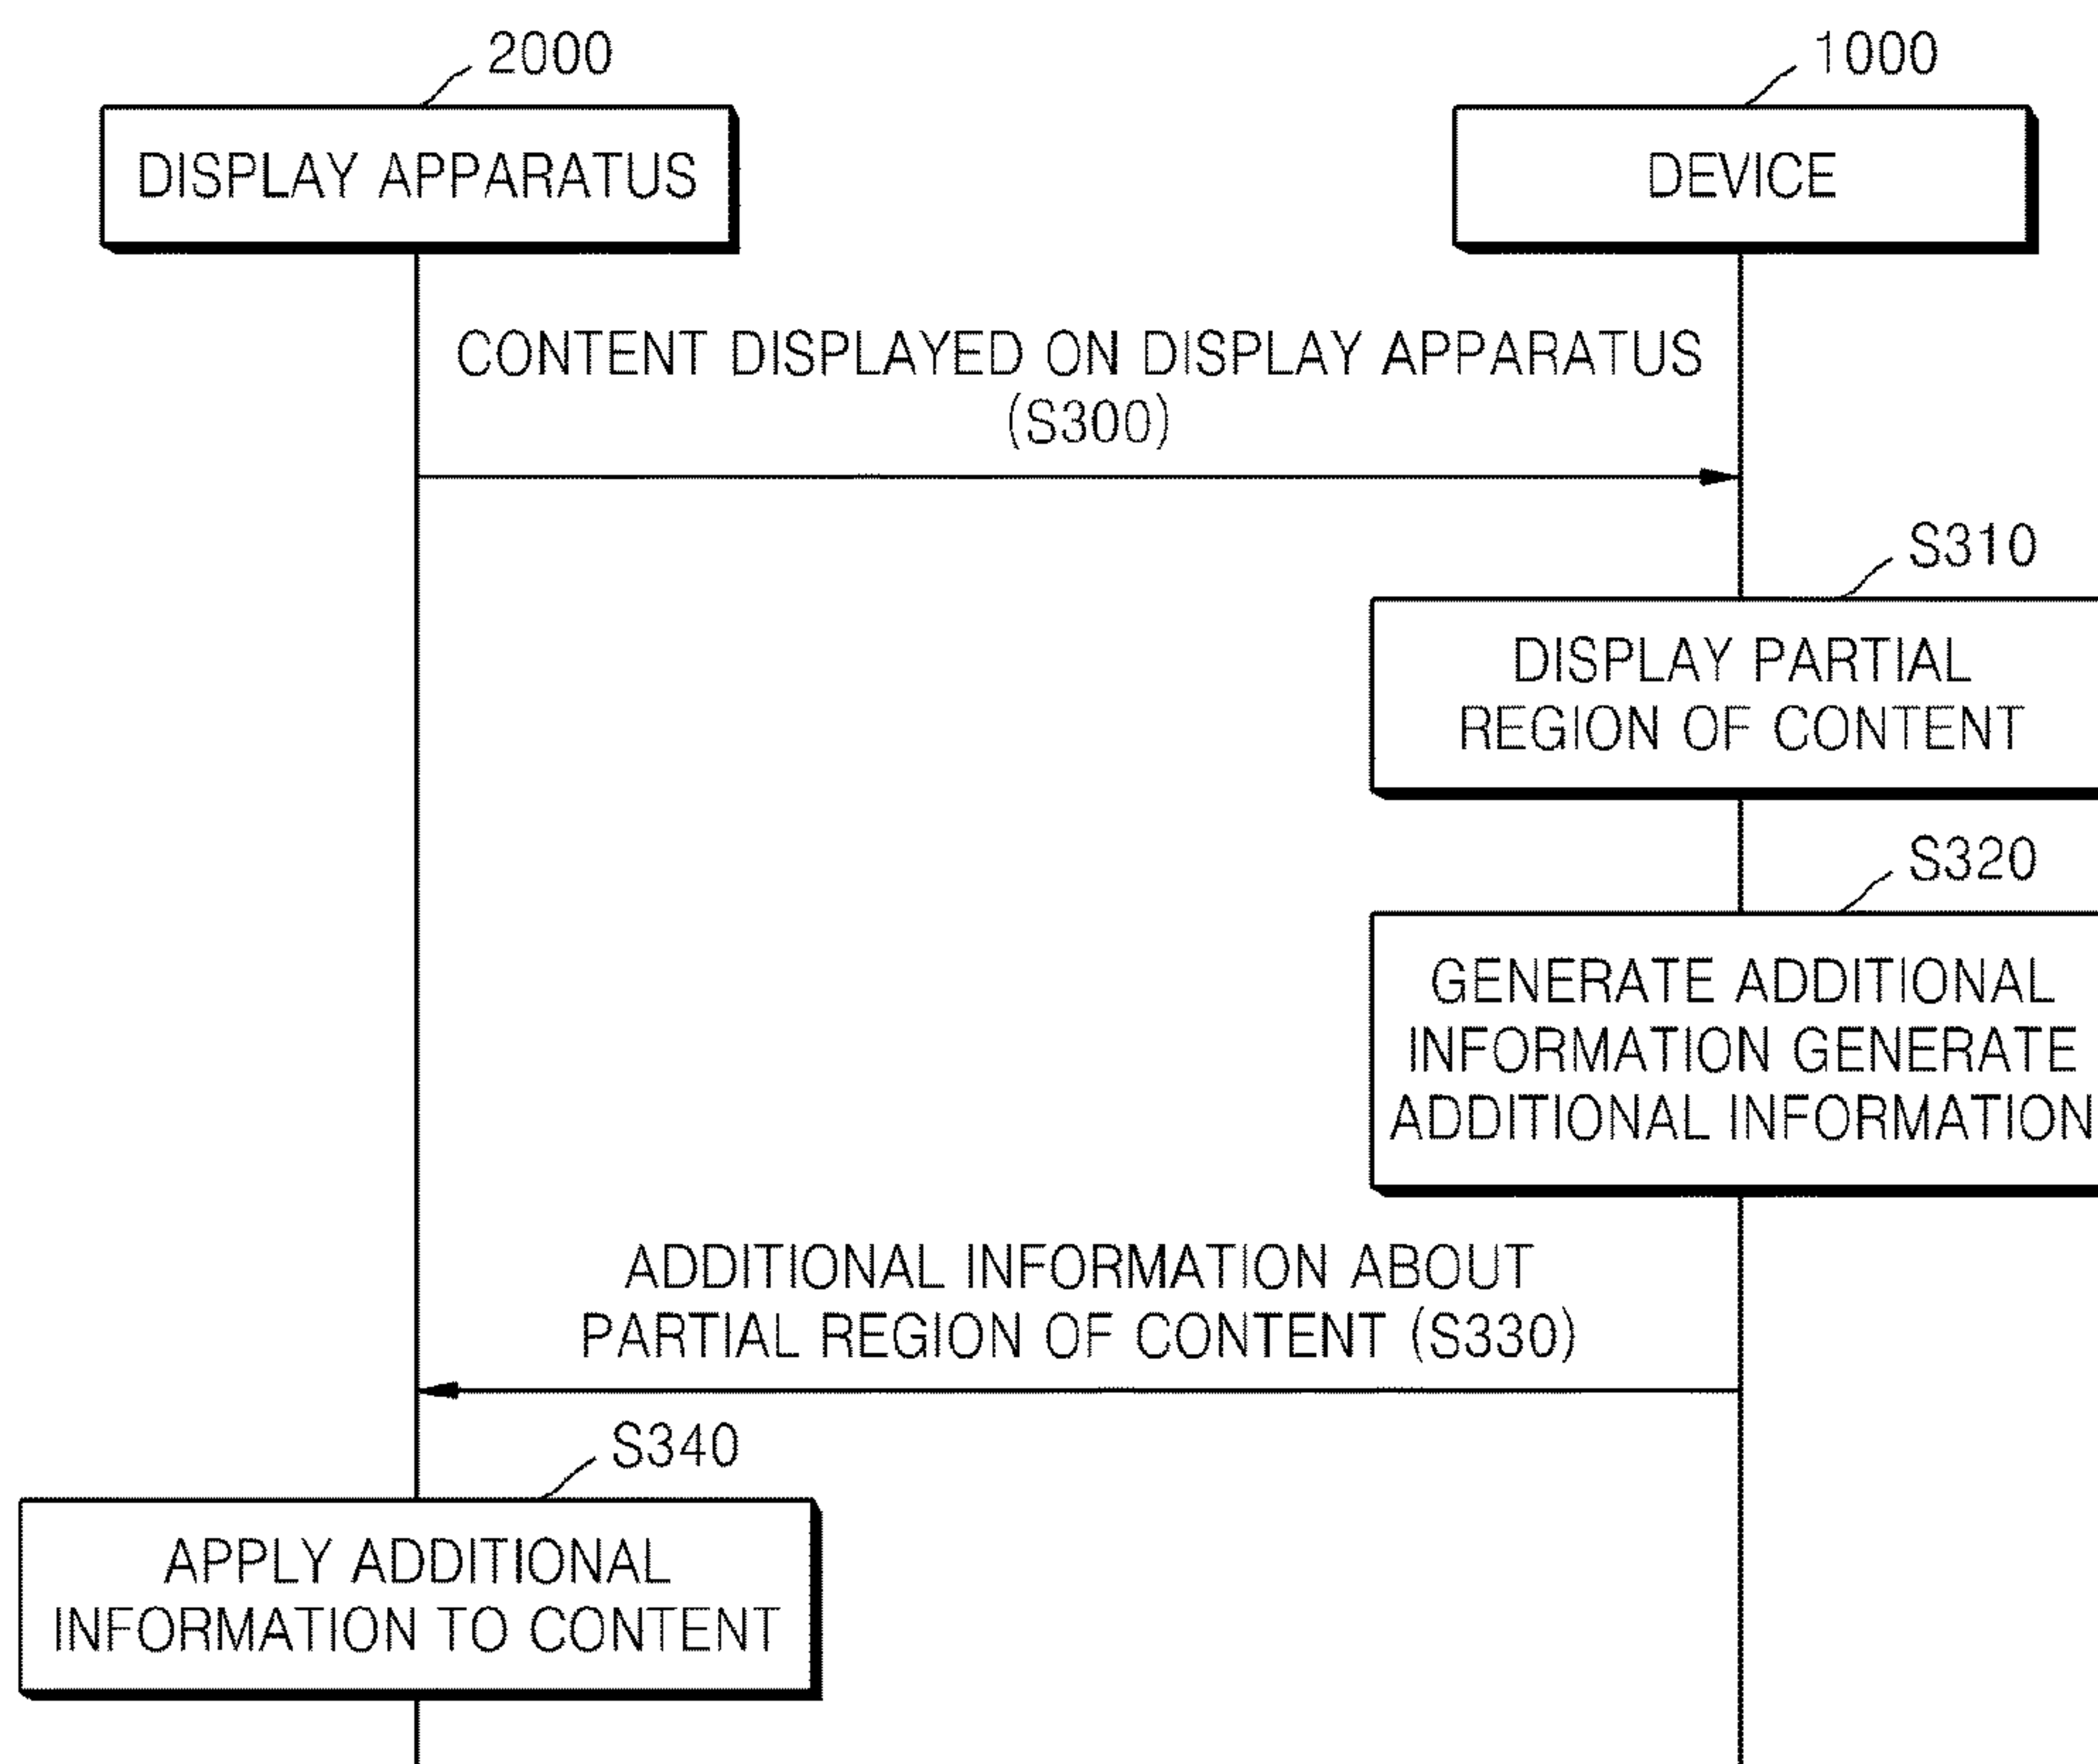 2000
1000
DISPLAY APPARATUS
DEVICE
CONTENT DISPLAYED ON DISPLAY APPARATUS
(S300)
S310
DISPLAY PARTIAL
REGION OF CONTENT
S320
GENERATE ADDITIONAL
INFORMATION GENERATE
ADDITIONAL INFORMATION
ADDITIONAL INFORMATION ABOUT
PARTIAL REGION OF CONTENT (S330)
S340
APPLY ADDITIONAL
INFORMATION TO CONTENT